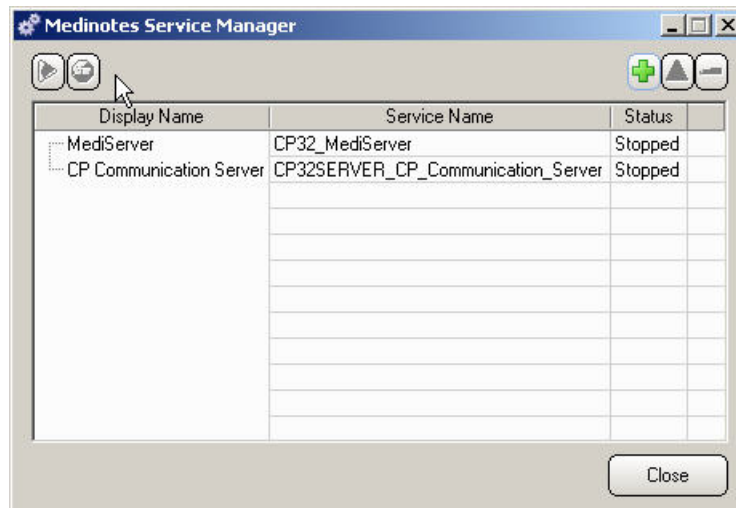 Medinotes Service Manager
Display Name Service Name Status
MediServer CP32_MediServer Stopped
CP Communication Server CP32SERVER_CP_Communication_Server Stopped
Close